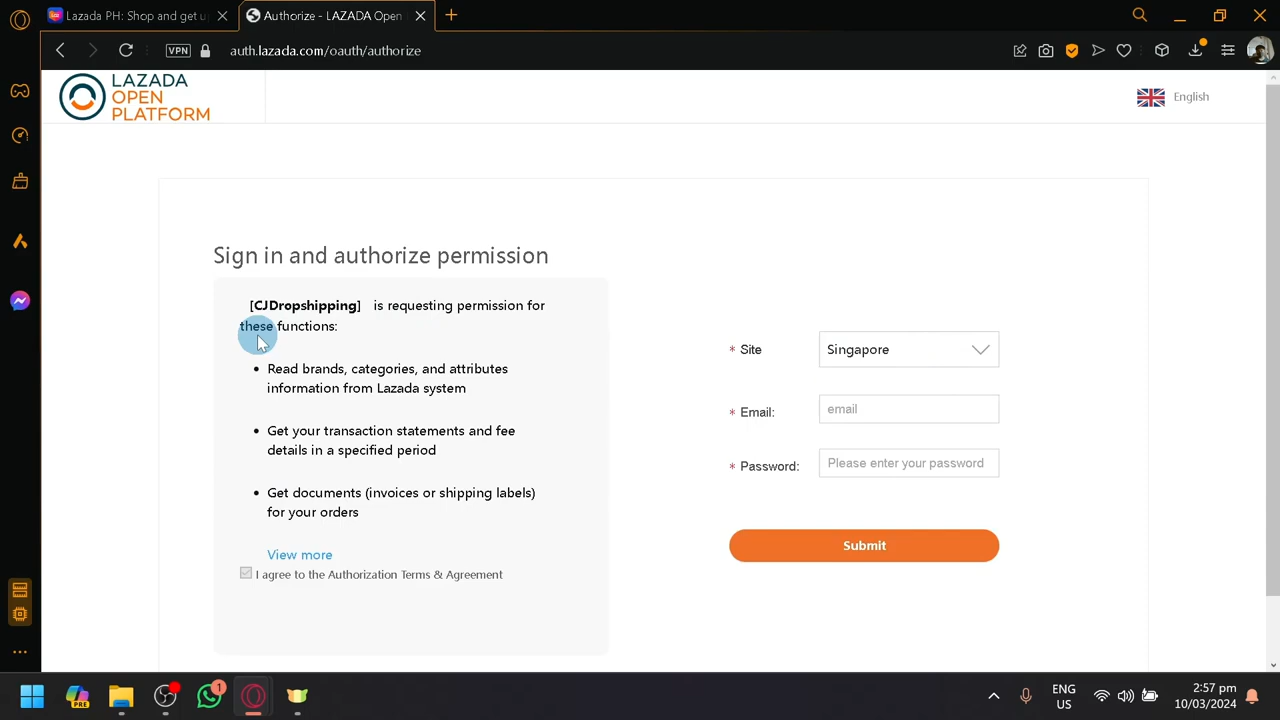 Lazada PH: Shop and get u
Authorize - LAZADA Open
VPN
auth.lazada.com/oauth/authorize
LAZADA
OPEN
PLATFORM
English
Sign in and authorize permission
[CJDropshipping] is requesting permission for
these functions:
• Read brands, categories, and attributes
information from Lazada system
• Get your transaction statements and fee
details in a specified period
• Get documents (invoices or shipping labels)
for your orders
View more
I agree to the Authorization Terms & Agreement
* Site
Singapore
* Email:
email
* Password:
Please enter your password
Submit
PRE
1
ENG
US
2:57 pm
10/03/2024